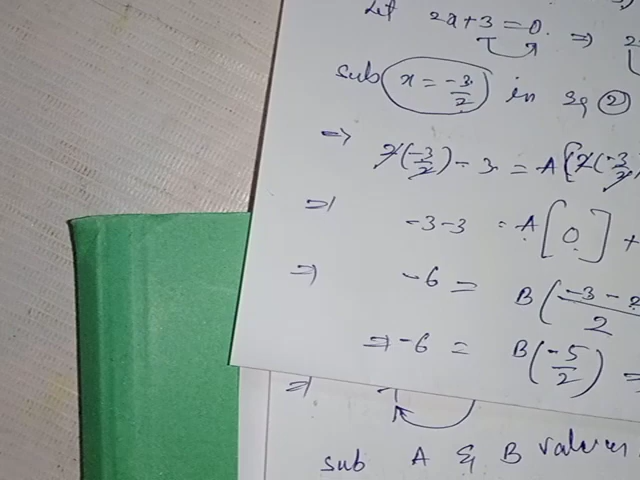 Let 2x+3=0. ⇒ 2
sub x = -3/2 in Eq ②
⇒ 2(-3/2) - 3 = A{2(-3/2)
⇒ -3-3 = A[0] +
⇒ -6 = B(-3-2/2
⇒ -6 = B(-5/2) =
⇒
sub A & B values